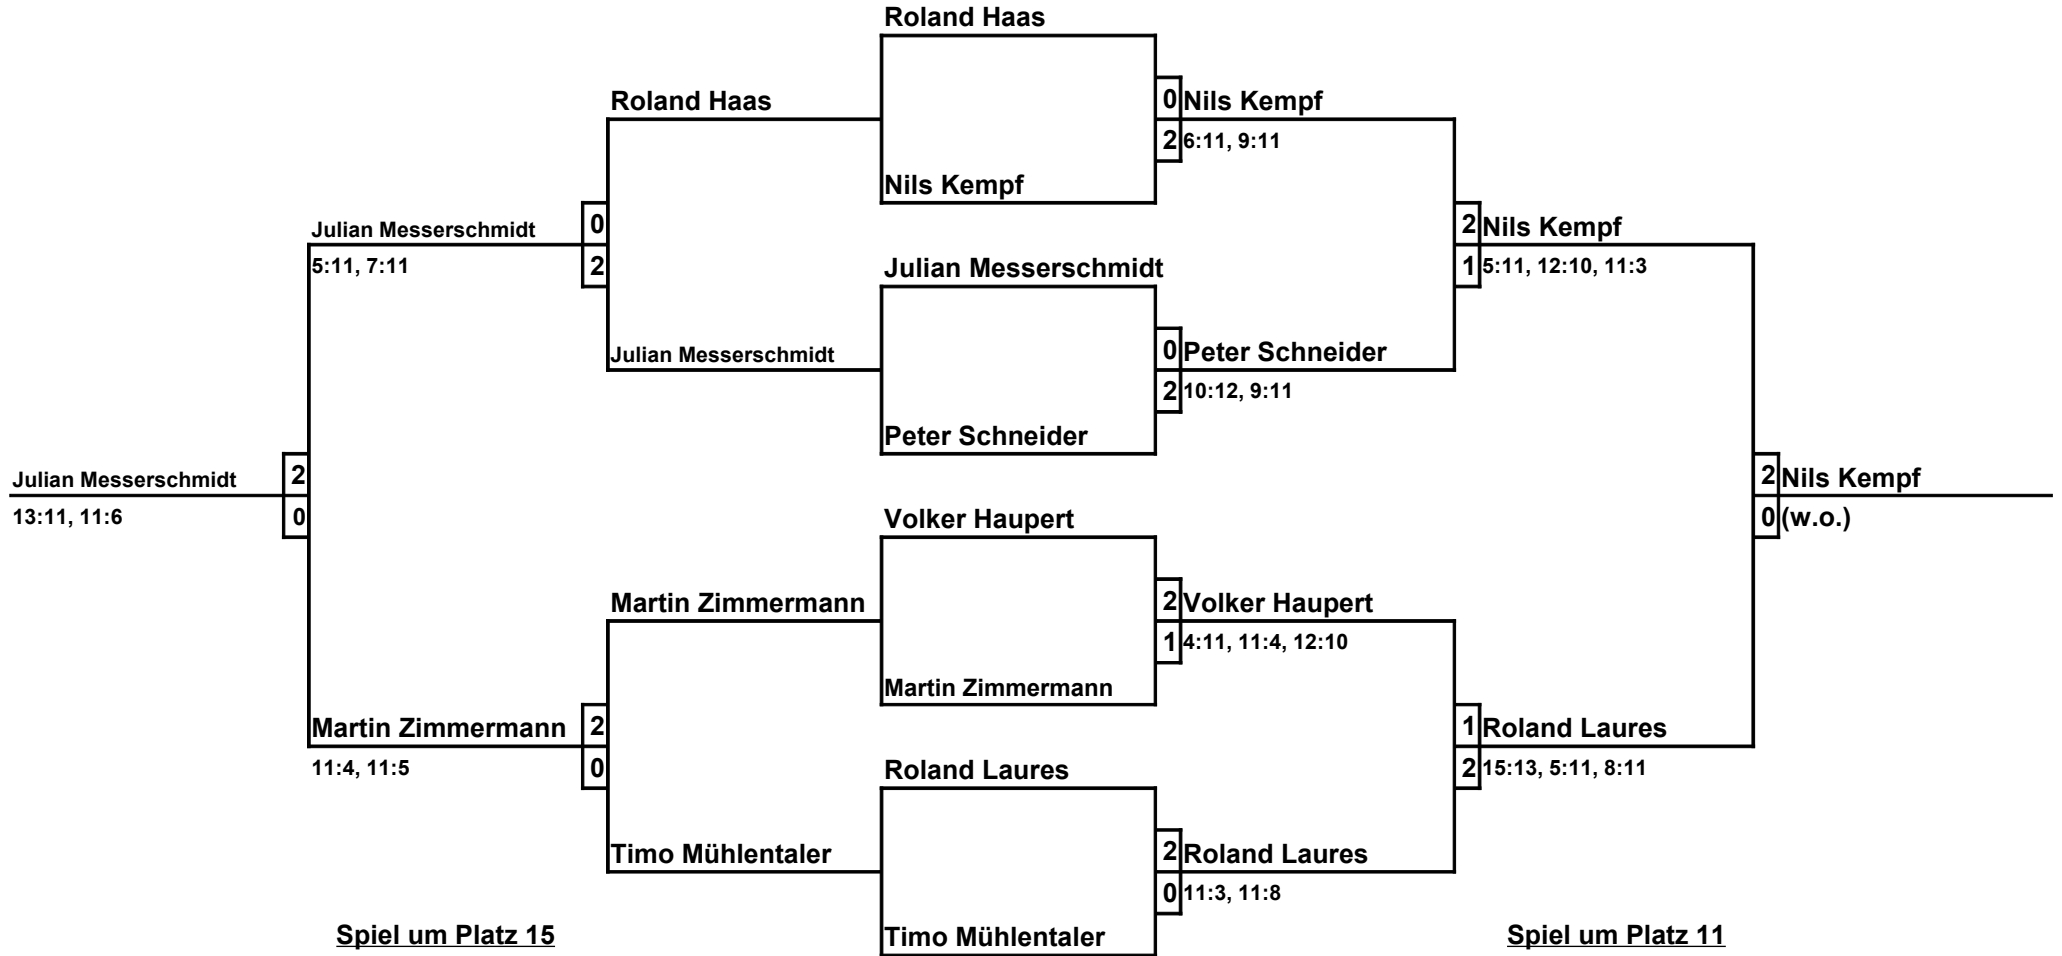 Roland Haas
Roland Haas
0 Nils Kempf
2 6:11, 9:11
Nils Kempf
Julian Messerschmidt 0
5:11, 7:11 2
2 Nils Kempf
1 5:11, 12:10, 11:3
Julian Messerschmidt
Julian Messerschmidt
0 Peter Schneider
2 10:12, 9:11
Peter Schneider
Julian Messerschmidt 2
13:11, 11:6 0
2 Nils Kempf
0 (w.o.)
Volker Haupert
Martin Zimmermann
2 Volker Haupert
1 4:11, 11:4, 12:10
Martin Zimmermann
Martin Zimmermann 2
11:4, 11:5 0
1 Roland Laures
2 15:13, 5:11, 8:11
Roland Laures
Timo Mühlentaler
2 Roland Laures
0 11:3, 11:8
Timo Mühlentaler
Spiel um Platz 15
Spiel um Platz 11